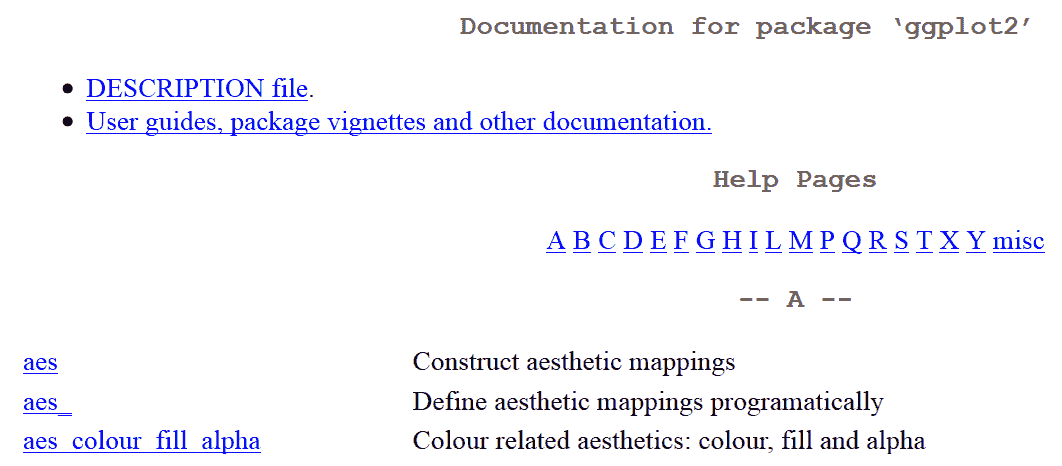 Documentation for package ‘ggplot2’
• DESCRIPTION file.
• User guides, package vignettes and other documentation.
Help Pages
A B C D E F G H I L M P Q R S T X Y misc
-- A --
aes Construct aesthetic mappings
aes_ Define aesthetic mappings programatically
aes_colour_fill_alpha Colour related aesthetics: colour, fill and alpha